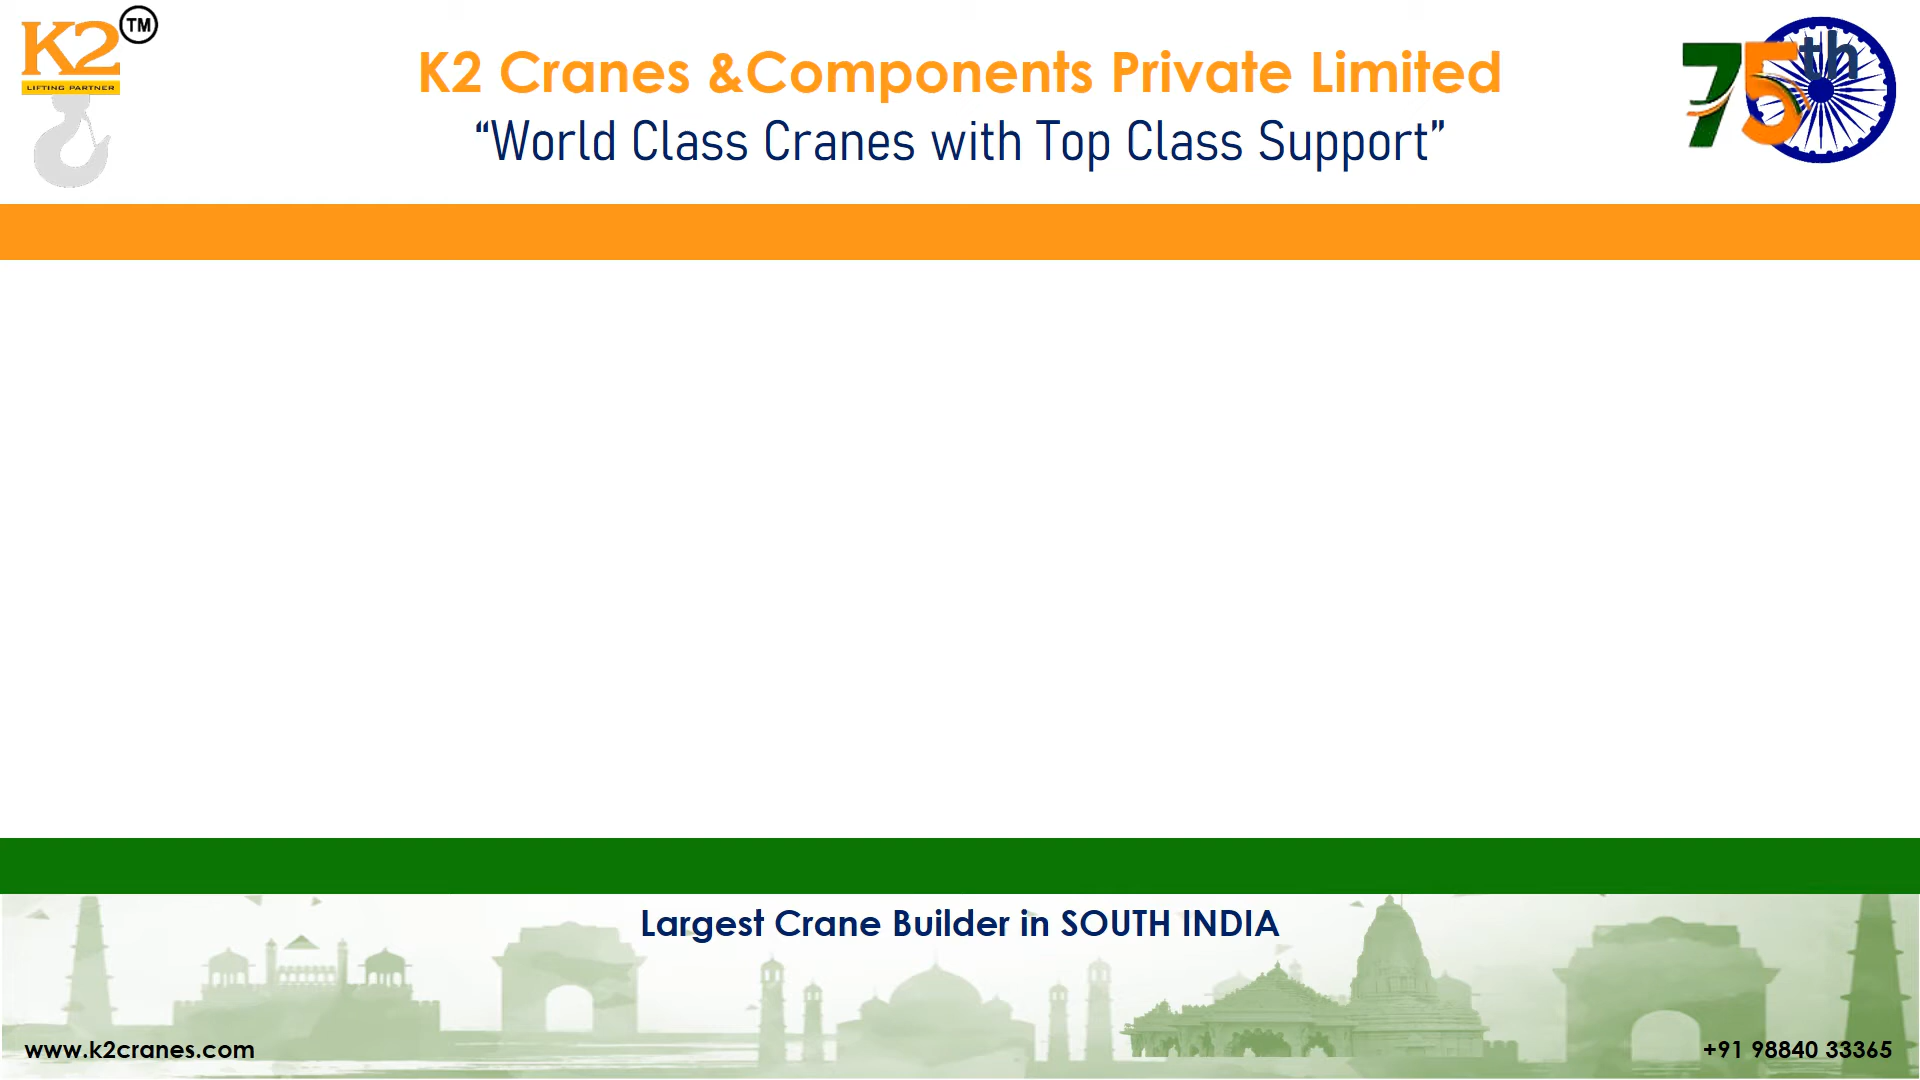 K2 TM
LIFTING PARTNER
K2 Cranes &Components Private Limited
“World Class Cranes with Top Class Support”
75th
Largest Crane Builder in SOUTH INDIA
www.k2cranes.com
+91 98840 33365